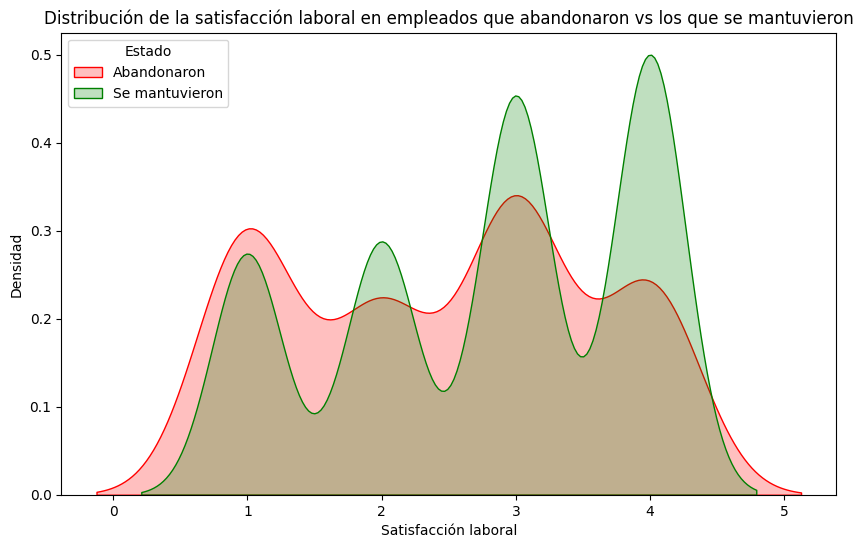 Distribución de la satisfacción laboral en empleados que abandonaron vs los que se mantuvieron
Estado
Abandonaron
Se mantuvieron
0.5
0.4
0.3
0.2
0.1
0.0
Densidad
0 1 2 3 4 5
Satisfacción laboral